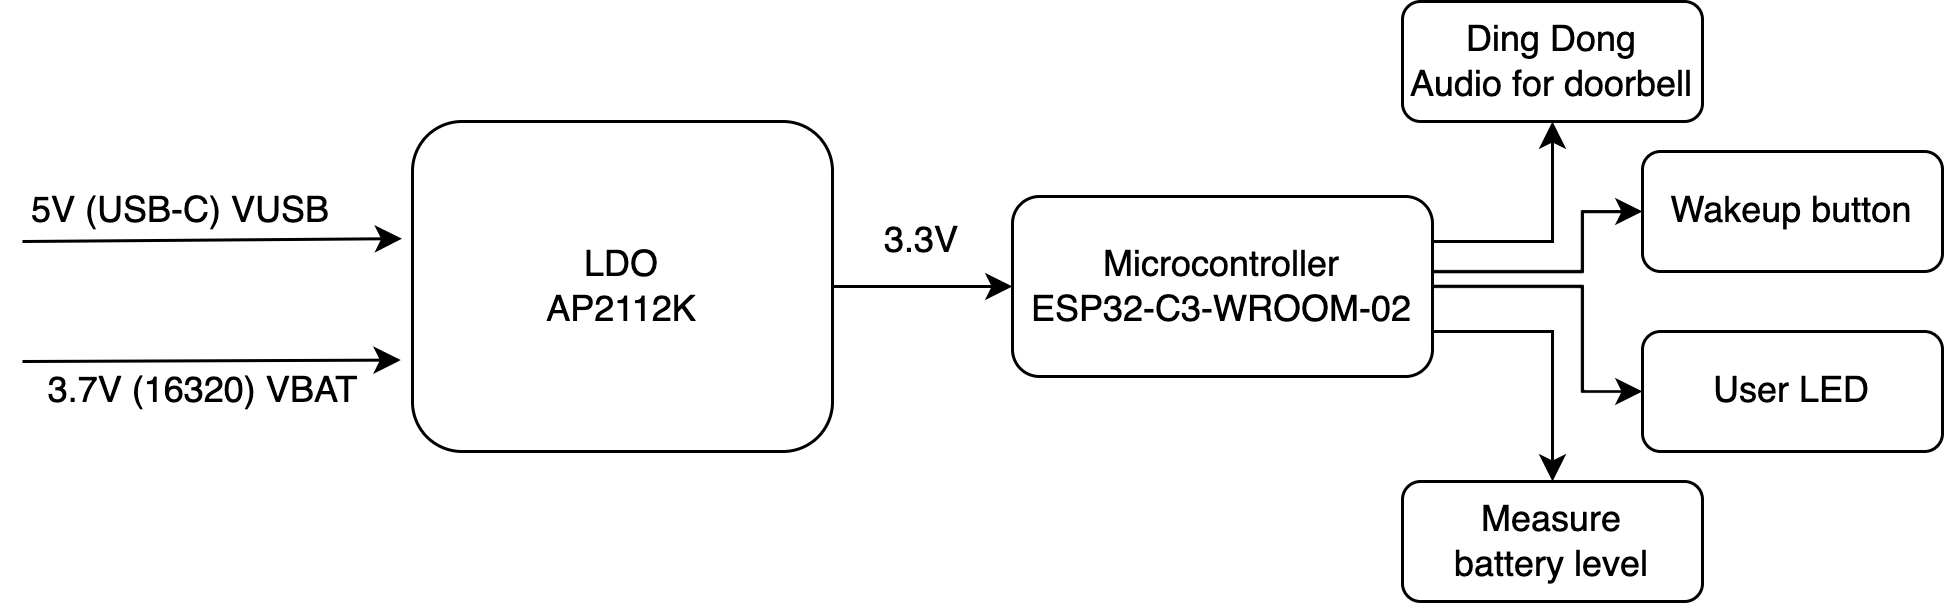 Ding Dong
Audio for doorbell
5V (USB-C) VUSB
Wakeup button
3.3V
LDO
AP2112K
Microcontroller
ESP32-C3-WROOM-02
3.7V (16320) VBAT
User LED
Measure
battery level